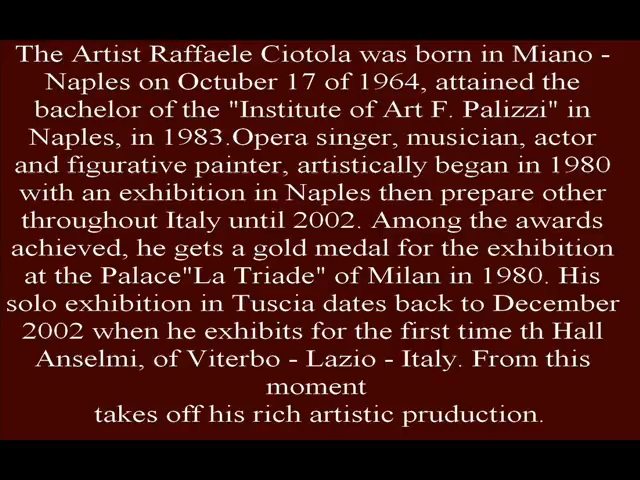 The Artist Raffaele Ciotola was born in Miano -
Naples on Octuber 17 of 1964, attained the
bachelor of the "Institute of Art F. Palizzi" in
Naples, in 1983.Opera singer, musician, actor
and figurative painter, artistically began in 1980
with an exhibition in Naples then prepare other
throughout Italy until 2002. Among the awards
achieved, he gets a gold medal for the exhibition
at the Palace"La Triade" of Milan in 1980. His
solo exhibition in Tuscia dates back to December
2002 when he exhibits for the first time th Hall
Anselmi, of Viterbo - Lazio - Italy. From this
moment
takes off his rich artistic pruduction.